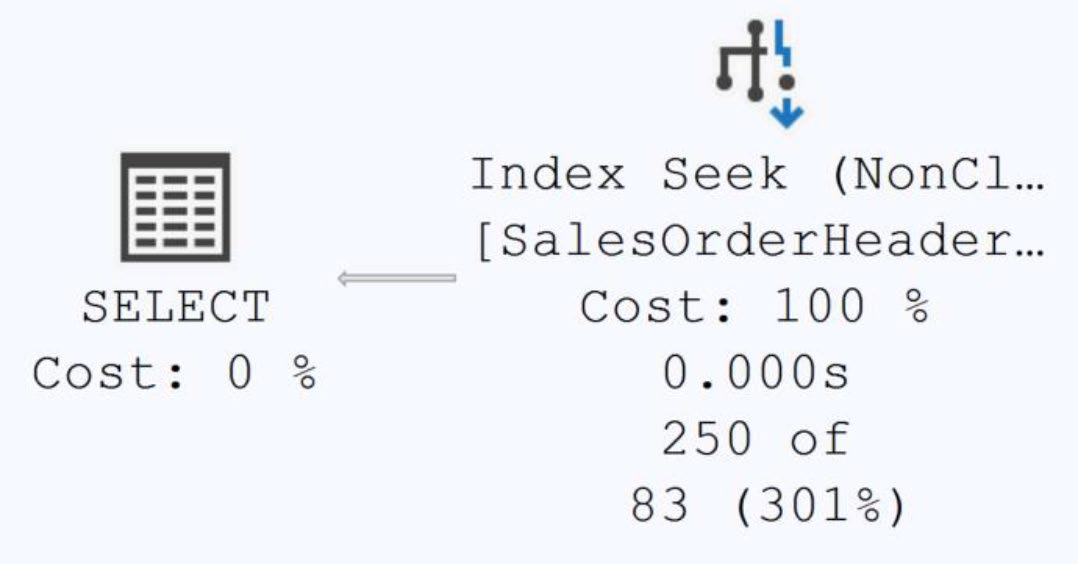 SELECT
Cost: 0 %
Index Seek (NonCl…
[SalesOrderHeader…
Cost: 100 %
0.000s
250 of
83 (301%)